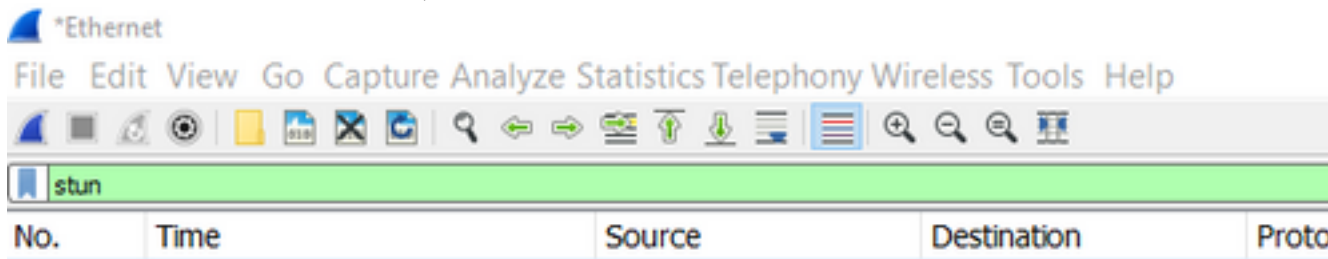 *Ethernet
File Edit View Go Capture Analyze Statistics Telephony Wireless Tools Help
stun
No. Time Source Destination Proto